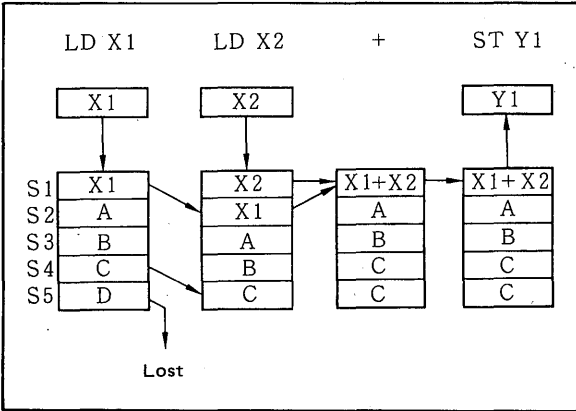 LD X1 LD X2 + ST Y1
X1 X2 Y1
S1 X1 X2 X1+X2 X1+X2
S2 A X1 A A
S3 B A B B
S4 C B C C
S5 D C C C
Lost